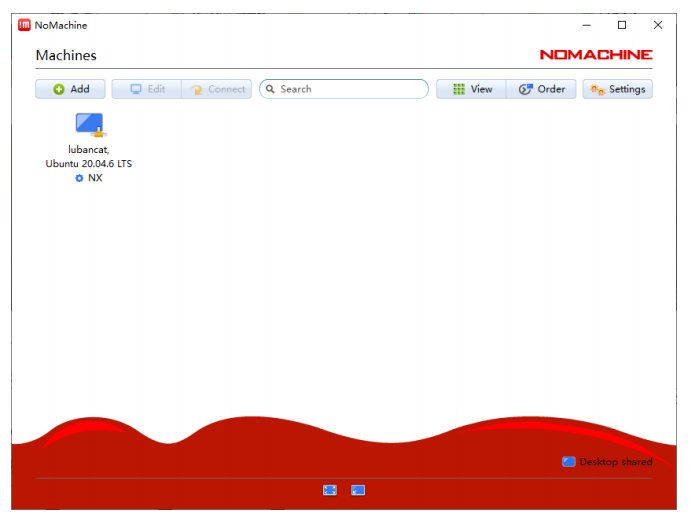 NoMachine
Machines
NOMACHINE
Add
Edit
Connect
Search
View
Order
Settings
lubancat,
Ubuntu 20.04.6 LTS
NX
Desktop shared